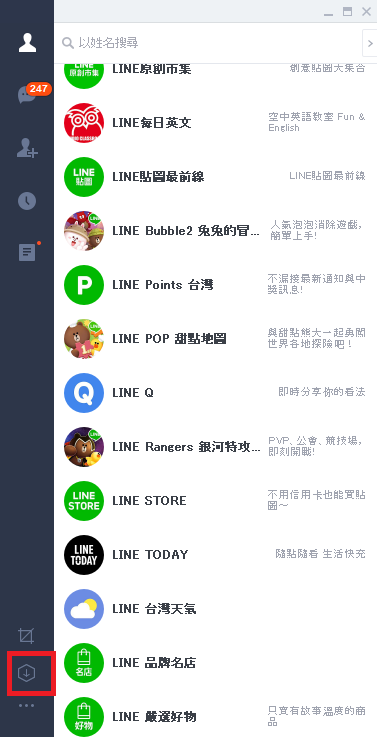 247
以姓名搜尋
LINE
原創市集
LINE原創市集
創意貼圖大集合
LINE每日英文
空中英語教室 Fun &
English
LINE
貼圖
LINE貼圖最前線
LINE貼圖最前線
LINE Bubble2 兔兔的冒...
人氣泡泡消除遊戲，
簡單上手!
P
LINE Points 台灣
不漏接最新通知與中
獎訊息!
LINE POP 甜點地圖
與甜點熊大一起勇闖
世界各地探險吧！
Q
LINE Q
即時分享你的看法
LINE Rangers 銀河特攻...
PVP、公會、競技場，
即刻開戰!
LINE
STORE
LINE STORE
不用信用卡也能買貼
圖～
LINE
TODAY
LINE TODAY
隨點隨看 生活快充
LINE 台灣天氣
名店
LINE 品牌名店
好物
LINE 嚴選好物
只賣有故事溫度的商
品